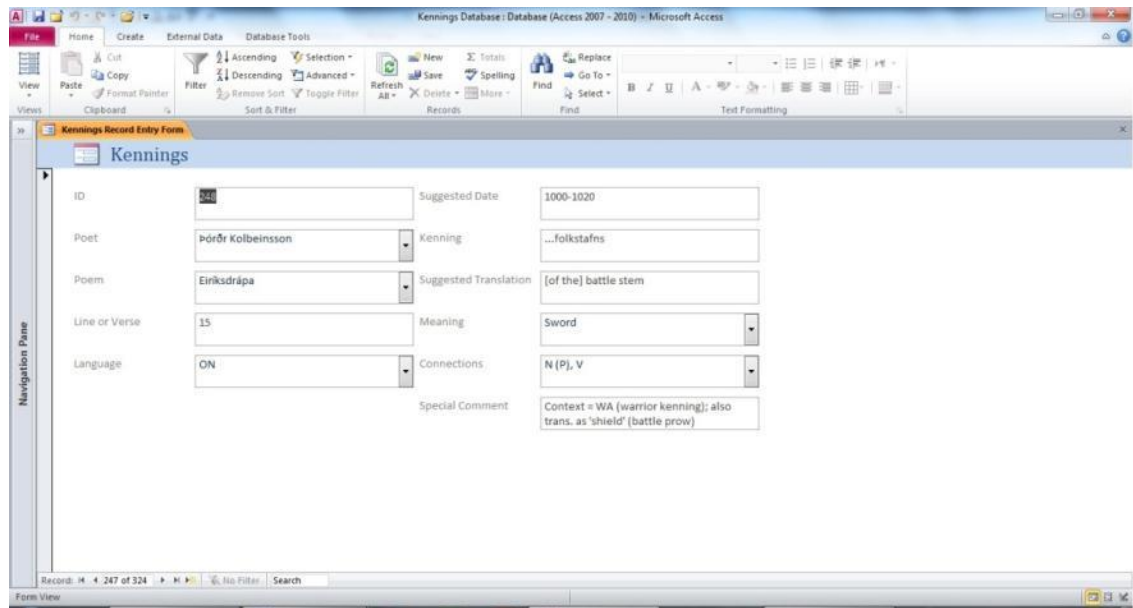 Kennings Database : Database (Access 2007 - 2010) - Microsoft Access
File Home Create External Data Database Tools
View
Views
Paste
Cut
Copy
Format Painter
Clipboard
Filter
Ascending
Descending
Remove Sort
Selection
Advanced
Toggle Filter
Sort & Filter
Refresh All
New
Save
Delete
Totals
Spelling
More
Records
Find
Replace
Go To
Select
Find
B I U A
Text Formatting
Kennings Record Entry Form
Kennings
ID 248 Suggested Date 1000-1020
Poet Þórðr Kolbeinsson Kenning ...folkstafns
Poem Eiríksdrápa Suggested Translation [of the] battle stem
Line or Verse 15 Meaning Sword
Language ON Connections N (P), V
Special Comment Context = WA (warrior kenning); also
trans. as 'shield' (battle prow)
Navigation Pane
Record: 247 of 324 No Filter Search
Form View